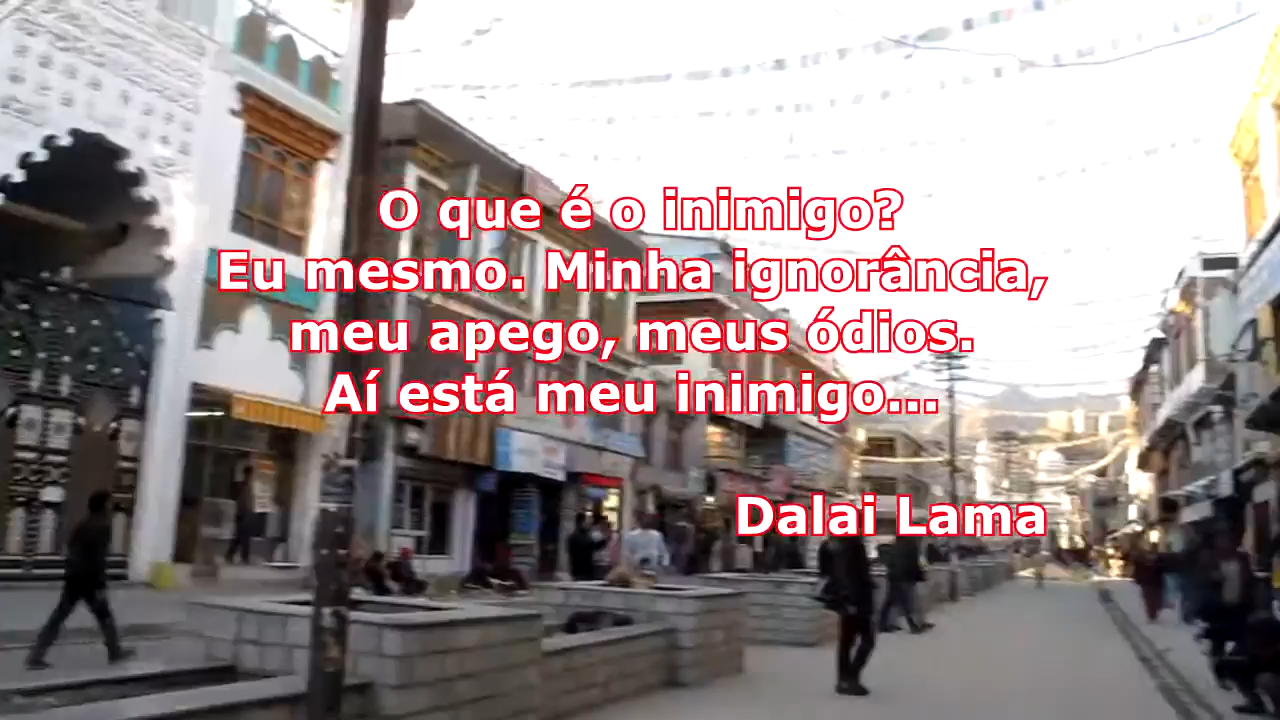 O que é o inimigo?
Eu mesmo. Minha ignorância,
meu apego, meus ódios.
Aí está meu inimigo...
Dalai Lama